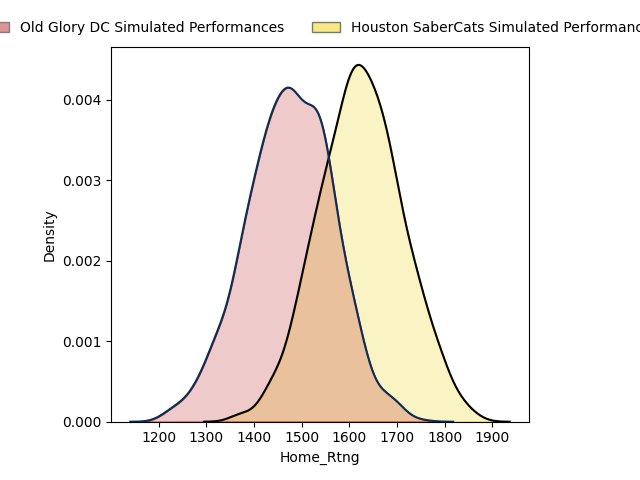 Old Glory DC Simulated Performances
Houston SaberCats Simulated
0.004
0.003
0.002
0.001
0.000
Density
1200 1300 1400 1500 1600 1700 1800 1900
Home_Rtng